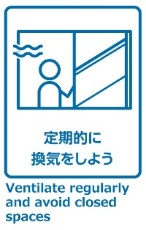 定期的に
換気をしよう
Ventilate regularly
and avoid closed
spaces